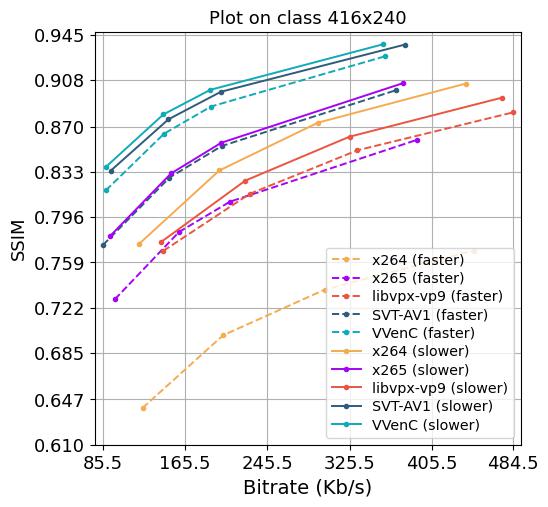 Plot on class 416x240
0.945
0.908
0.870
0.833
0.796
0.759
0.722
0.685
0.647
0.610
SSIM
x264 (faster)
x265 (faster)
libvpx-vp9 (faster)
SVT-AV1 (faster)
VVenC (faster)
x264 (slower)
x265 (slower)
libvpx-vp9 (slower)
SVT-AV1 (slower)
VVenC (slower)
85.5 165.5 245.5 325.5 405.5 484.5
Bitrate (Kb/s)